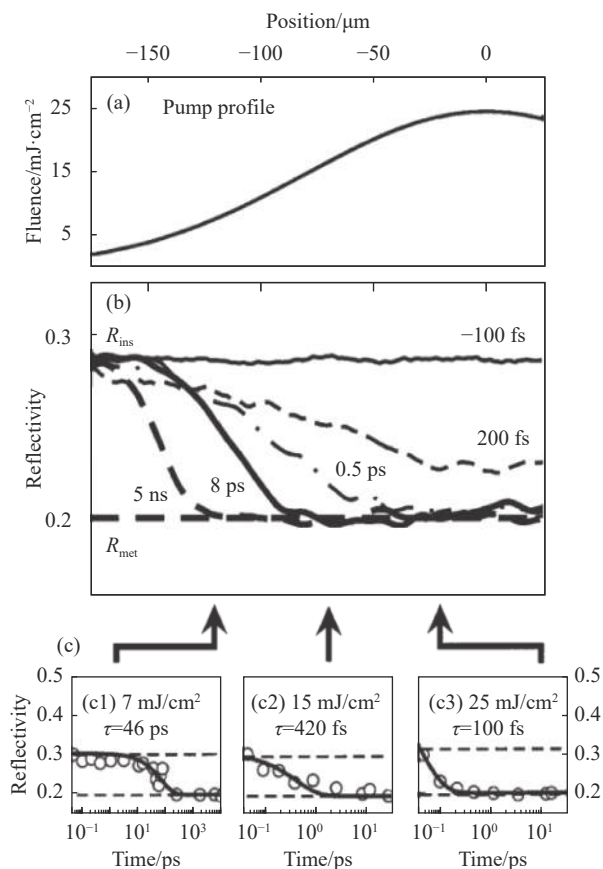 Position/μm
−150 −100 −50 0
(a) Pump profile
Fluence/mJ·cm−2
25
15
5
(b)
Rins
−100 fs
200 fs
0.5 ps
8 ps
5 ns
Rmet
Reflectivity
0.3
0.2
(c)
(c1) 7 mJ/cm2
τ=46 ps
(c2) 15 mJ/cm2
τ=420 fs
(c3) 25 mJ/cm2
τ=100 fs
Reflectivity
0.5
0.4
0.3
0.2
0.5
0.4
0.3
0.2
10−1 101 103
Time/ps
10−1 100 101
Time/ps
10−1 100 101
Time/ps